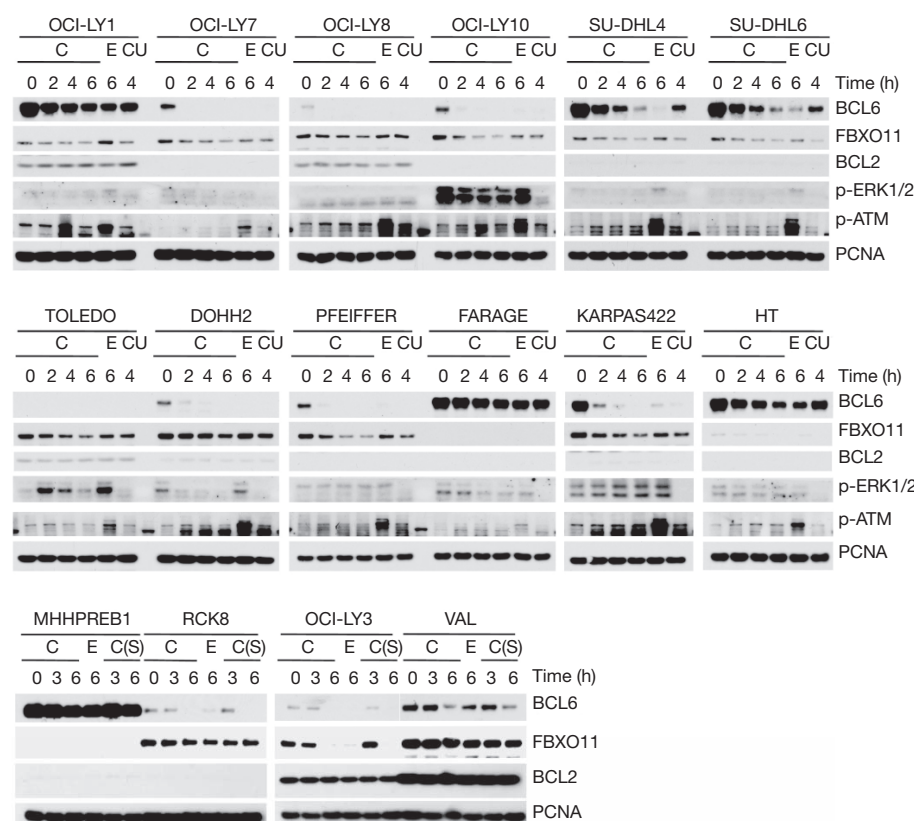 OCI-LY1 OCI-LY7 OCI-LY8 OCI-LY10 SU-DHL4 SU-DHL6
C E CU C E CU C E CU C E CU C E CU C E CU
0 2 4 6 6 4 0 2 4 6 6 4 0 2 4 6 6 4 0 2 4 6 6 4 0 2 4 6 6 4 0 2 4 6 6 4 Time (h)
BCL6
FBXO11
BCL2
p-ERK1/2
p-ATM
PCNA
TOLEDO DOHH2 PFEIFFER FARAGE KARPAS422 HT
C E CU C E CU C E CU C E CU C E CU C E CU
0 2 4 6 6 4 0 2 4 6 6 4 0 2 4 6 6 4 0 2 4 6 6 4 0 2 4 6 6 4 0 2 4 6 6 4 Time (h)
BCL6
FBXO11
BCL2
p-ERK1/2
p-ATM
PCNA
MHHPREB1 RCK8 OCI-LY3 VAL
C E C(S) C E C(S) C E C(S) C E C(S)
0 3 6 6 3 6 0 3 6 6 3 6 0 3 6 6 3 6 0 3 6 6 3 6 Time (h)
BCL6
FBXO11
BCL2
PCNA